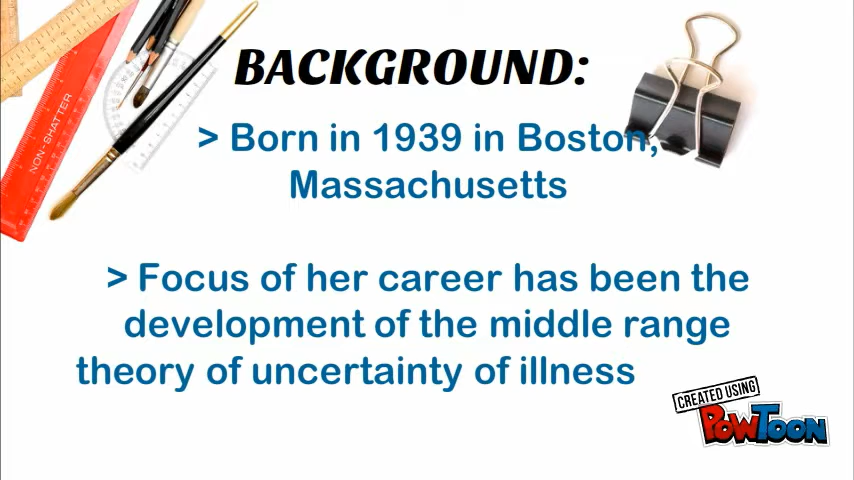 BACKGROUND:
> Born in 1939 in Boston,
Massachusetts
> Focus of her career has been the
development of the middle range
theory of uncertainty of illness
NON-SHATTER
CREATED USING
POWTOON